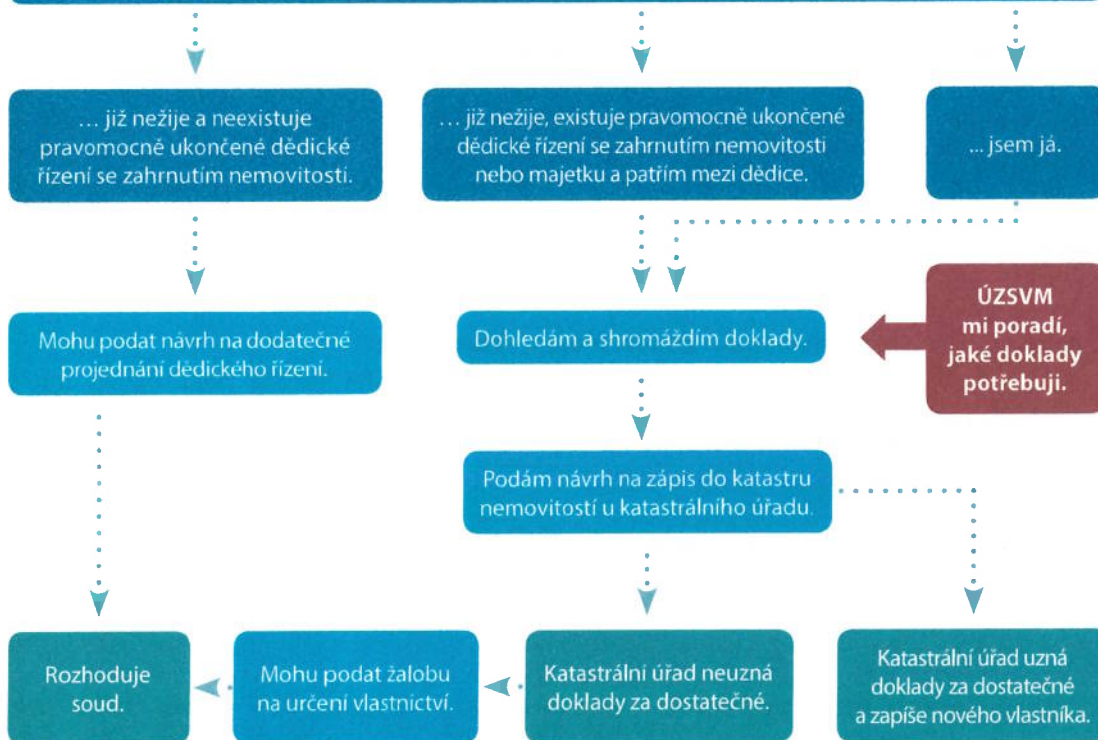 ... již nežije a neexistuje
pravomocně ukončené dědické
řízení se zahrnutím nemovitosti.
... již nežije, existuje pravomocně ukončené
dědické řízení se zahrnutím nemovitosti
nebo majetku a patřím mezi dědice.
... jsem já.
Mohu podat návrh na dodatečné
projednání dědického řízení.
Dohledám a shromáždím doklady.
ÚZSVM
mi poradí,
jaké doklady
potřebuji.
Podám návrh na zápis do katastru
nemovitostí u katastrálního úřadu.
Rozhoduje
soud.
Mohu podat žalobu
na určení vlastnictví.
Katastrální úřad neuzná
doklady za dostatečné.
Katastrální úřad uzná
doklady za dostatečné
a zapíše nového vlastníka.